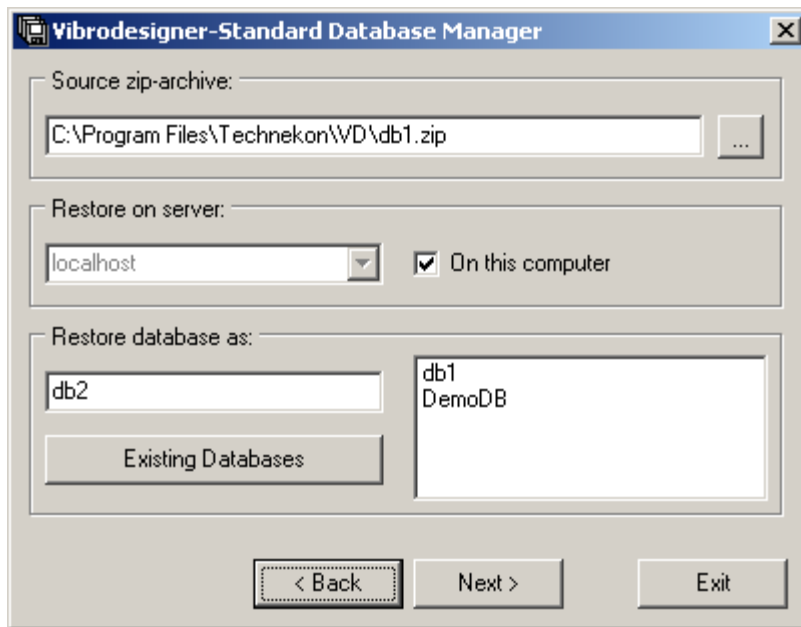 Vibrodesigner-Standard Database Manager
Source zip-archive:
C:\Program Files\Technekon\VD\db1.zip
...
Restore on server:
localhost
On this computer
Restore database as:
db2
db1
DemoDB
Existing Databases
< Back
Next >
Exit